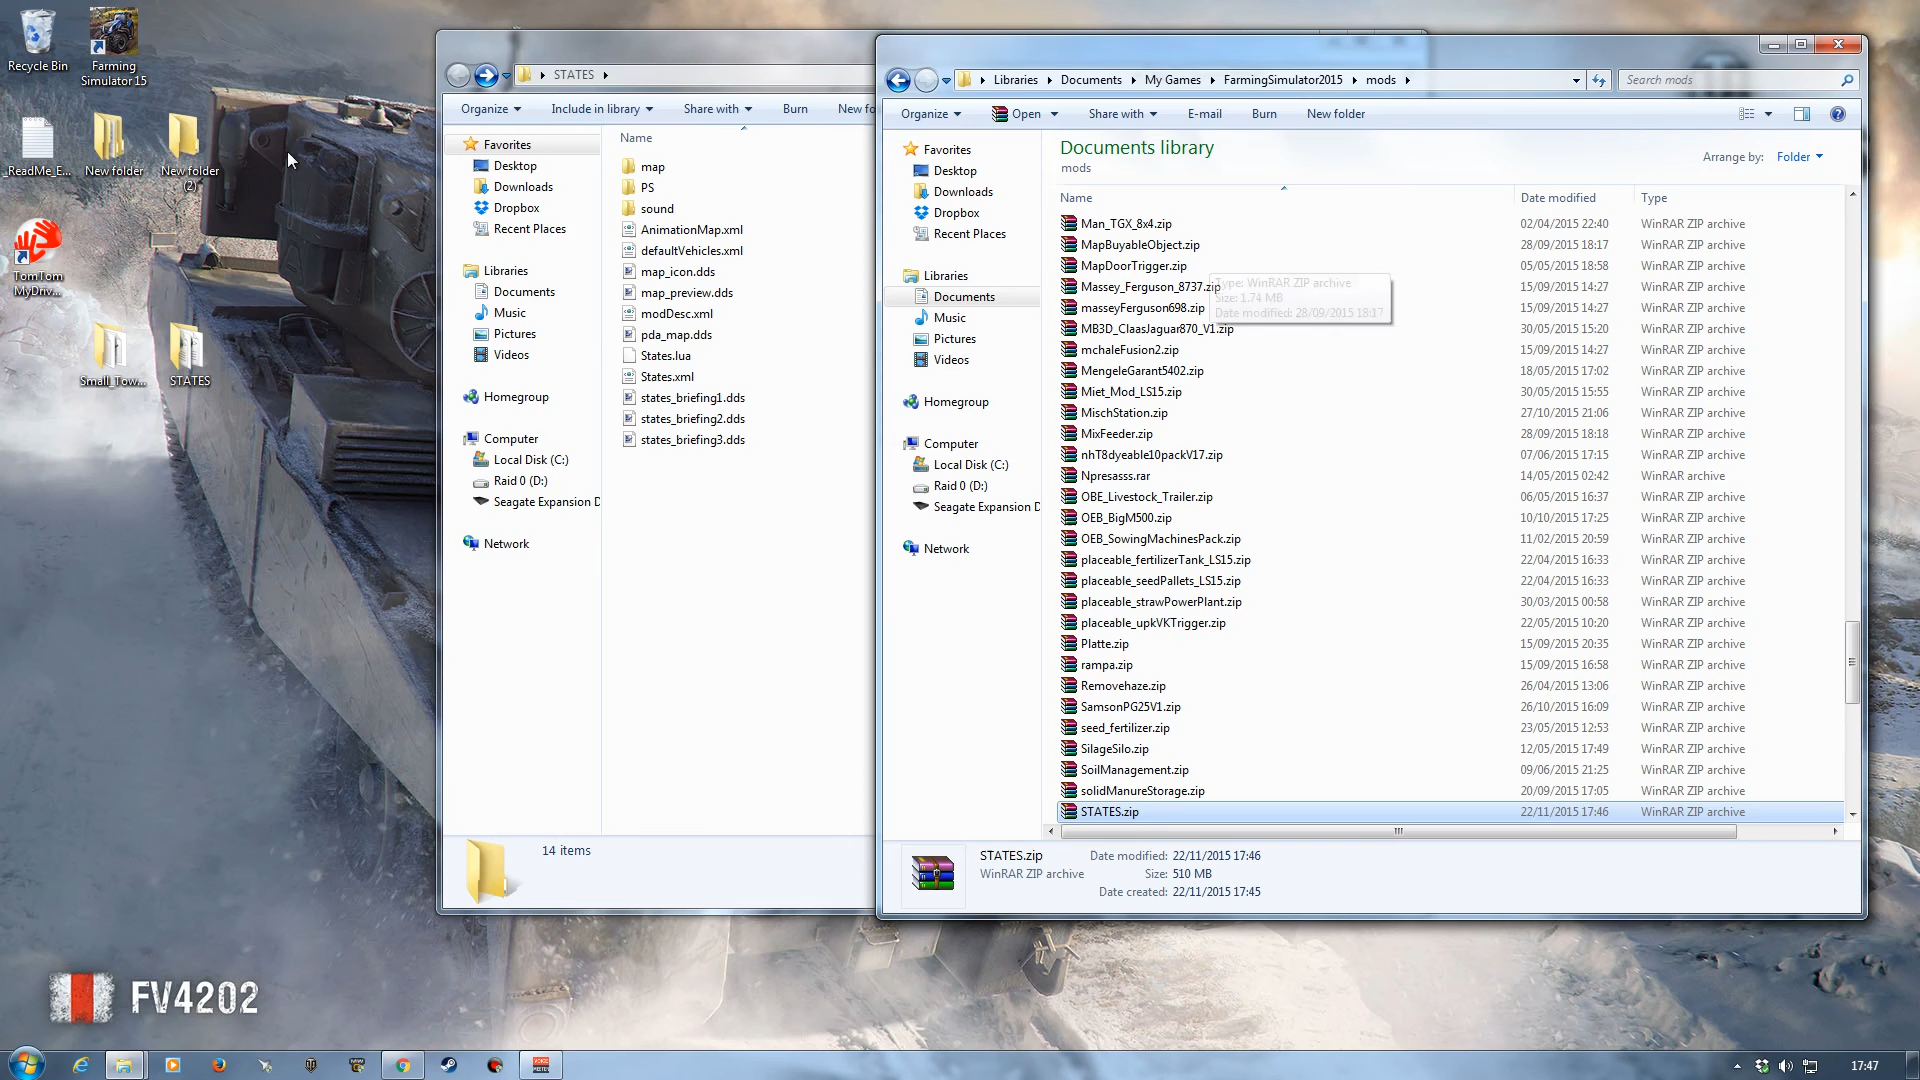 Recycle Bin
Farming Simulator 15
_ReadMe_E...
New folder
New folder (2)
TomTom MyDriv...
Small_Tow...
STATES
FV4202
STATES
Organize
Include in library
Share with
Burn
New fo
Favorites
Desktop
Downloads
Dropbox
Recent Places
Libraries
Documents
Music
Pictures
Videos
Homegroup
Computer
Local Disk (C:)
Raid 0 (D:)
Seagate Expansion D
Network
Name
map
PS
sound
AnimationMap.xml
defaultVehicles.xml
map_icon.dds
map_preview.dds
modDesc.xml
pda_map.dds
States.lua
States.xml
states_briefing1.dds
states_briefing2.dds
states_briefing3.dds
14 items
Libraries Documents My Games FarmingSimulator2015 mods
Search mods
Organize
Open
Share with
E-mail
Burn
New folder
Favorites
Desktop
Downloads
Dropbox
Recent Places
Libraries
Documents
Music
Pictures
Videos
Homegroup
Computer
Local Disk (C:)
Raid 0 (D:)
Seagate Expansion D
Network
Documents library
mods
Arrange by: Folder
Name Date modified Type
Man_TGX_8x4.zip 02/04/2015 22:40 WinRAR ZIP archive
MapBuyableObject.zip 28/09/2015 18:17 WinRAR ZIP archive
MapDoorTrigger.zip 05/05/2015 18:58 WinRAR ZIP archive
Massey_Ferguson_8737.zip 15/09/2015 14:27 WinRAR ZIP archive
masseyFerguson698.zip 15/09/2015 14:27 WinRAR ZIP archive
MB3D_ClaasJaguar870_V1.zip 30/05/2015 15:20 WinRAR ZIP archive
mchaleFusion2.zip 15/09/2015 14:27 WinRAR ZIP archive
MengeleGarant5402.zip 18/05/2015 17:02 WinRAR ZIP archive
Miet_Mod_LS15.zip 30/05/2015 15:55 WinRAR ZIP archive
MischStation.zip 27/10/2015 21:06 WinRAR ZIP archive
MixFeeder.zip 28/09/2015 18:18 WinRAR ZIP archive
nhT8dyeable10packV17.zip 07/06/2015 17:15 WinRAR ZIP archive
Npresasss.rar 14/05/2015 02:42 WinRAR archive
OBE_Livestock_Trailer.zip 06/05/2015 16:37 WinRAR ZIP archive
OEB_BigM500.zip 10/10/2015 17:25 WinRAR ZIP archive
OEB_SowingMachinesPack.zip 11/02/2015 20:59 WinRAR ZIP archive
placeable_fertilizerTank_LS15.zip 22/04/2015 16:33 WinRAR ZIP archive
placeable_seedPallets_LS15.zip 22/04/2015 16:33 WinRAR ZIP archive
placeable_strawPowerPlant.zip 30/03/2015 00:58 WinRAR ZIP archive
placeable_upkVKTrigger.zip 22/05/2015 10:20 WinRAR ZIP archive
Platte.zip 15/09/2015 20:35 WinRAR ZIP archive
rampa.zip 15/09/2015 16:58 WinRAR ZIP archive
Removehaze.zip 26/04/2015 13:06 WinRAR ZIP archive
SamsonPG25V1.zip 26/10/2015 16:09 WinRAR ZIP archive
seed_fertilizer.zip 23/05/2015 12:53 WinRAR ZIP archive
SilageSilo.zip 12/05/2015 17:49 WinRAR ZIP archive
SoilManagement.zip 09/06/2015 21:25 WinRAR ZIP archive
solidManureStorage.zip 20/09/2015 17:05 WinRAR ZIP archive
STATES.zip 22/11/2015 17:46 WinRAR ZIP archive
Type: WinRAR ZIP archive
Size: 1.74 MB
Date modified: 28/09/2015 18:17
STATES.zip Date modified: 22/11/2015 17:46
WinRAR ZIP archive Size: 510 MB
Date created: 22/11/2015 17:45
17:47